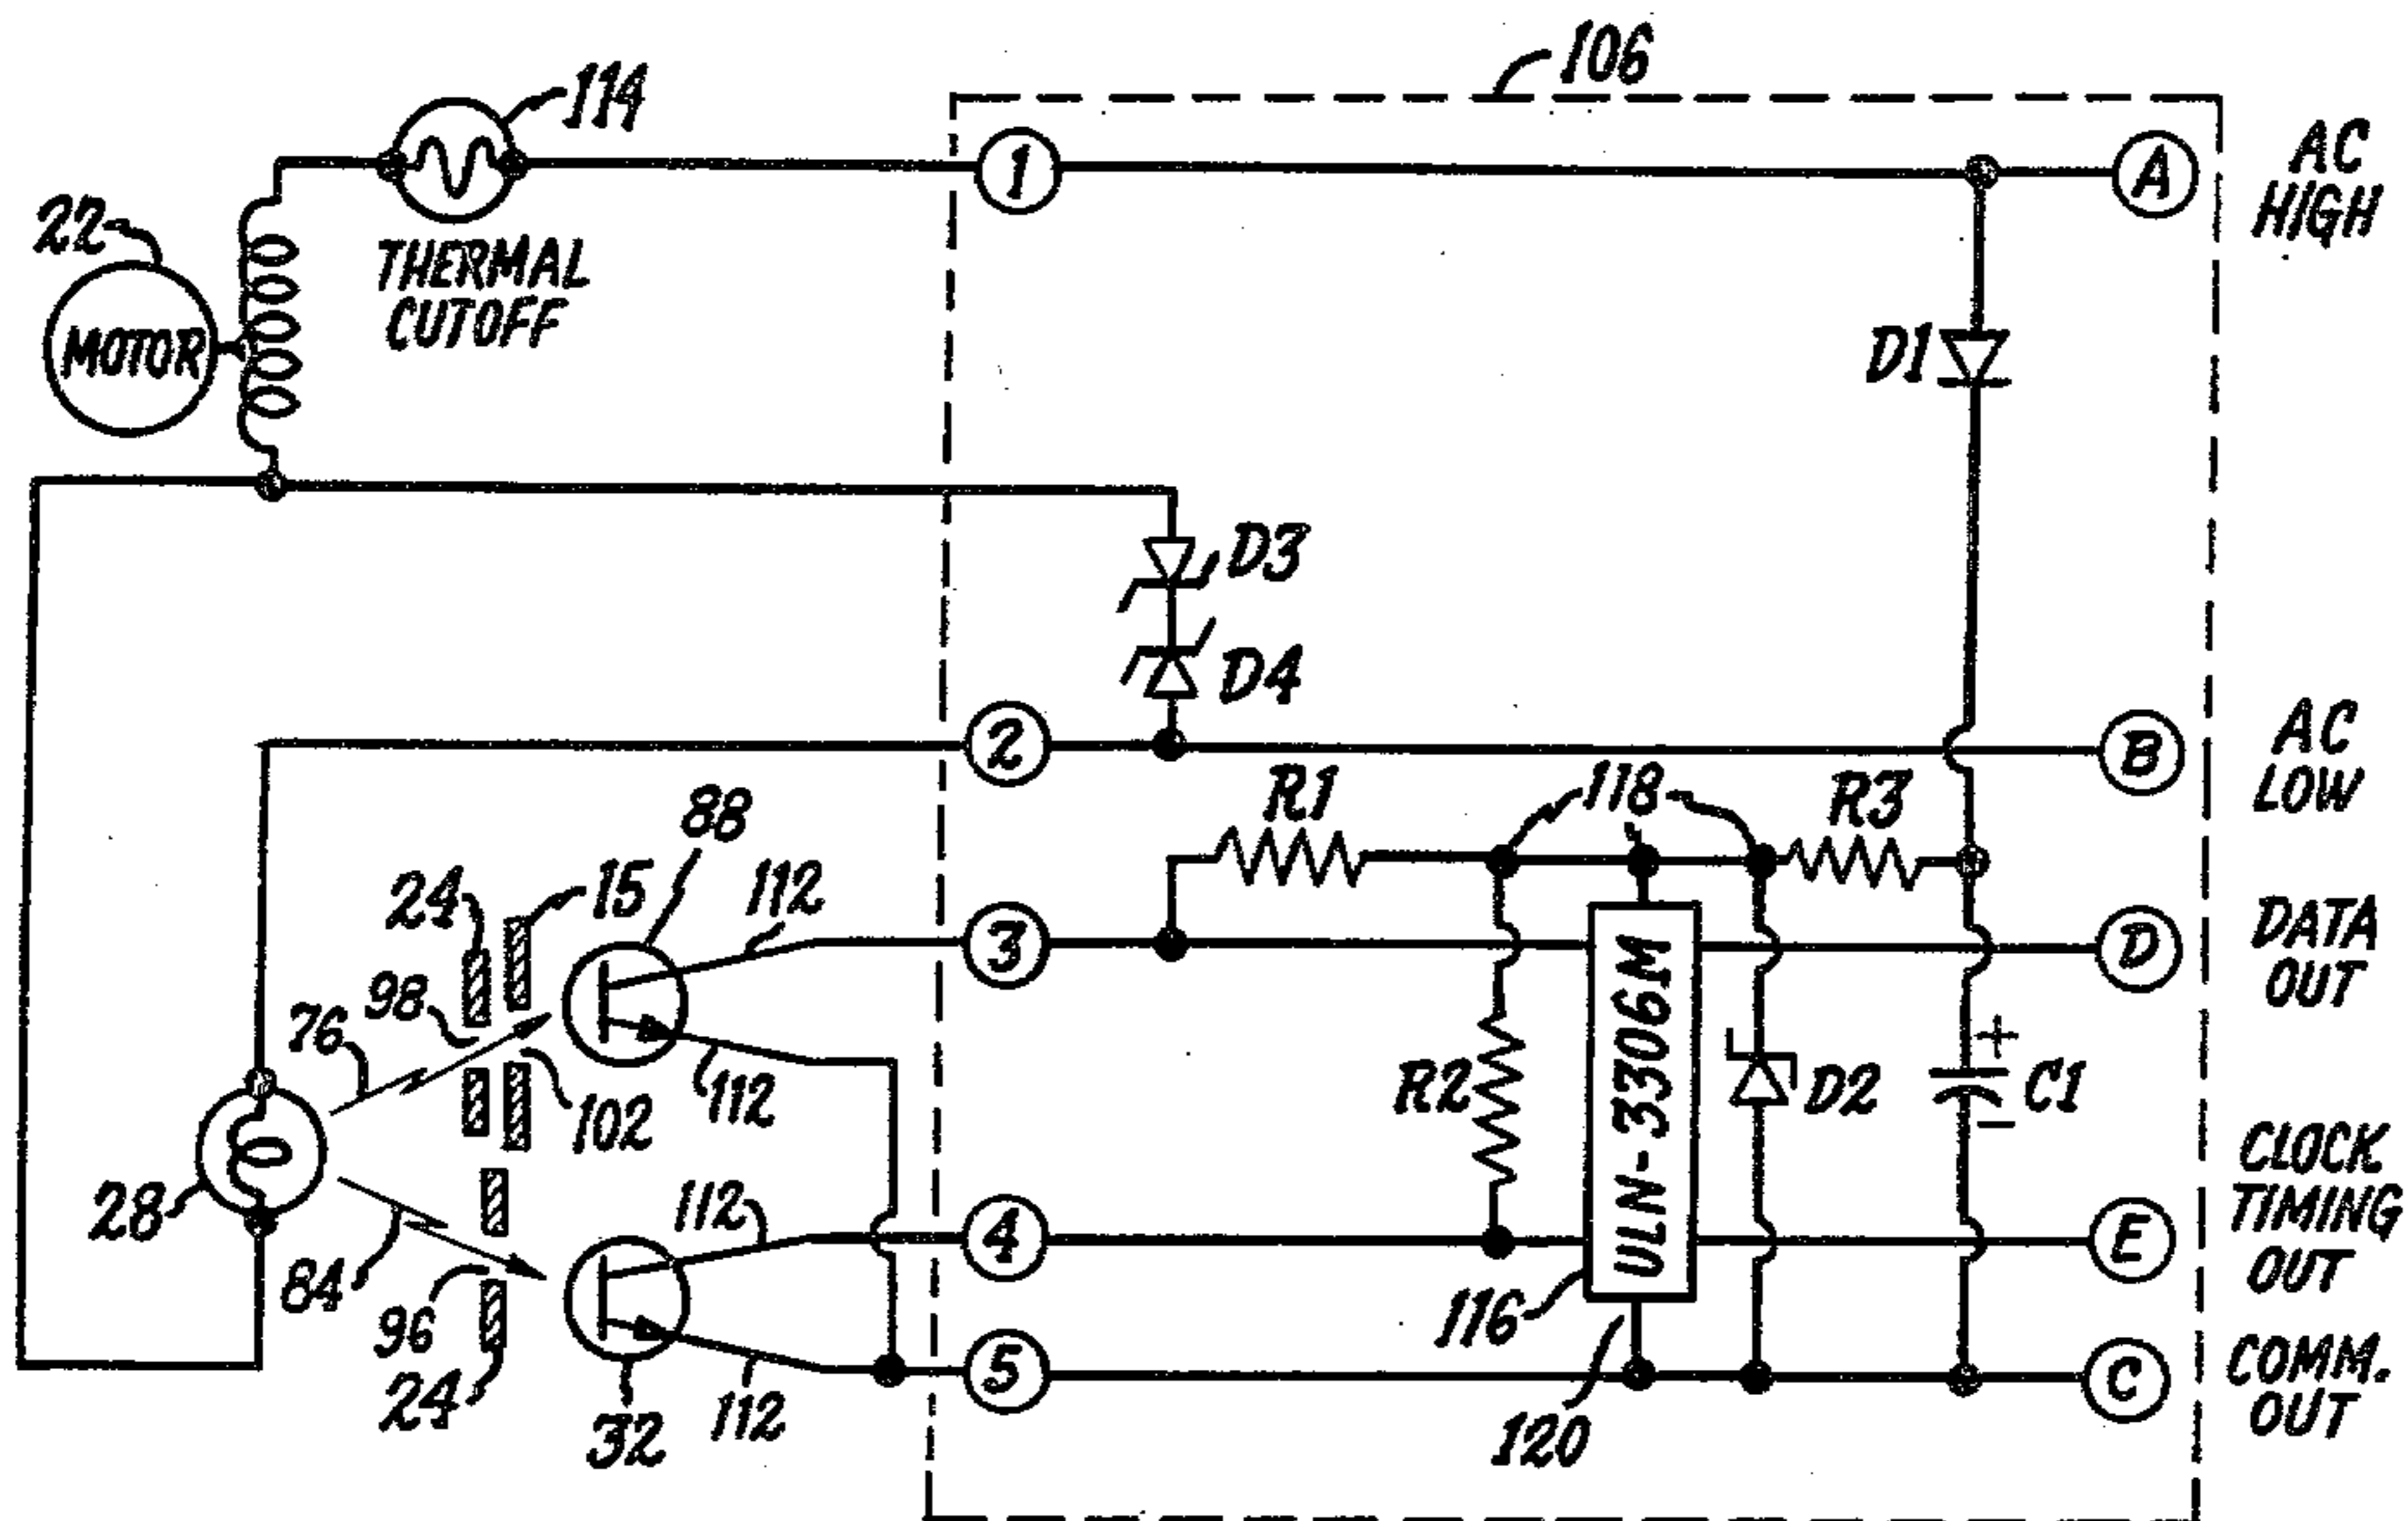 106
114
1
A
AC
HIGH
22
THERMAL
CUTOFF
MOTOR
D1
D3
D4
2
B
AC
LOW
R1
118
R3
88
24
15
112
3
D
DATA
OUT
98
76
ULN-3306M
+
R2
D2
C1
-
102
112
28
CLOCK
TIMING
OUT
112
4
E
84
96
116
5
C
COMM.
OUT
24
32
112
120